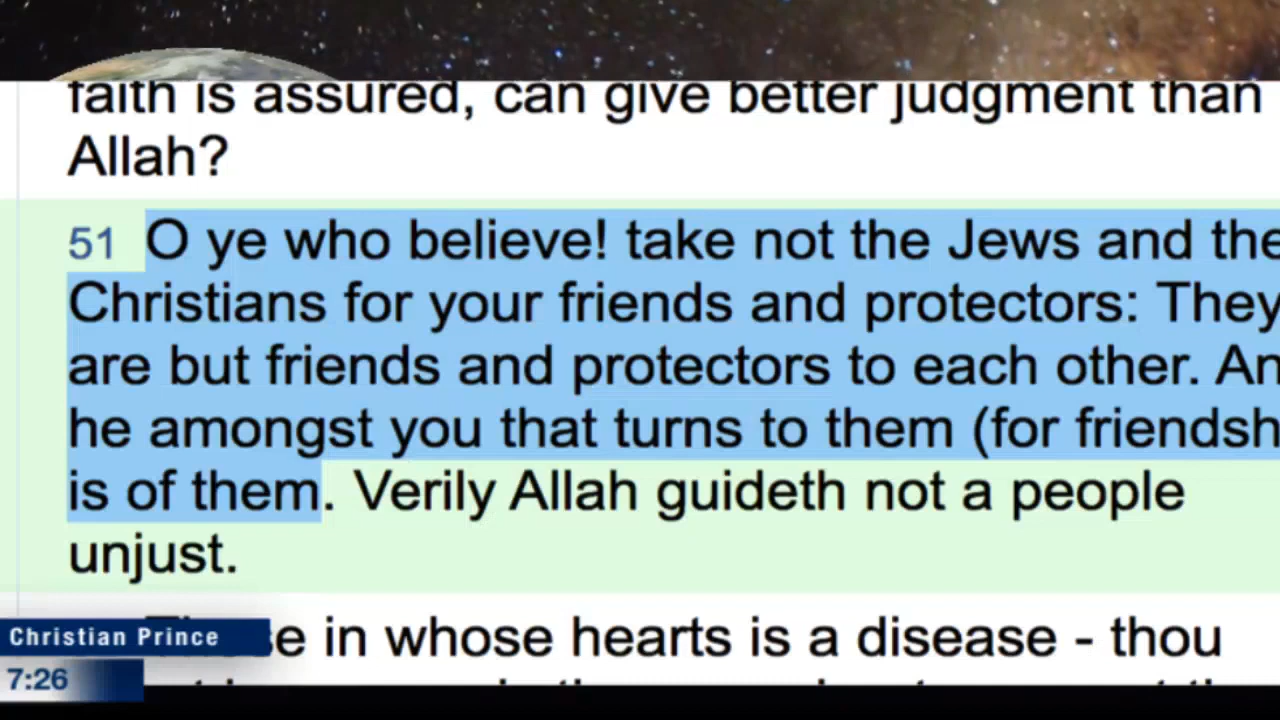 faith is assured, can give better judgment than
Allah?
51 O ye who believe! take not the Jews and the
Christians for your friends and protectors: They
are but friends and protectors to each other. An
he amongst you that turns to them (for friendsh
is of them. Verily Allah guideth not a people
unjust.
in whose hearts is a disease - thou
Christian Prince
7:26